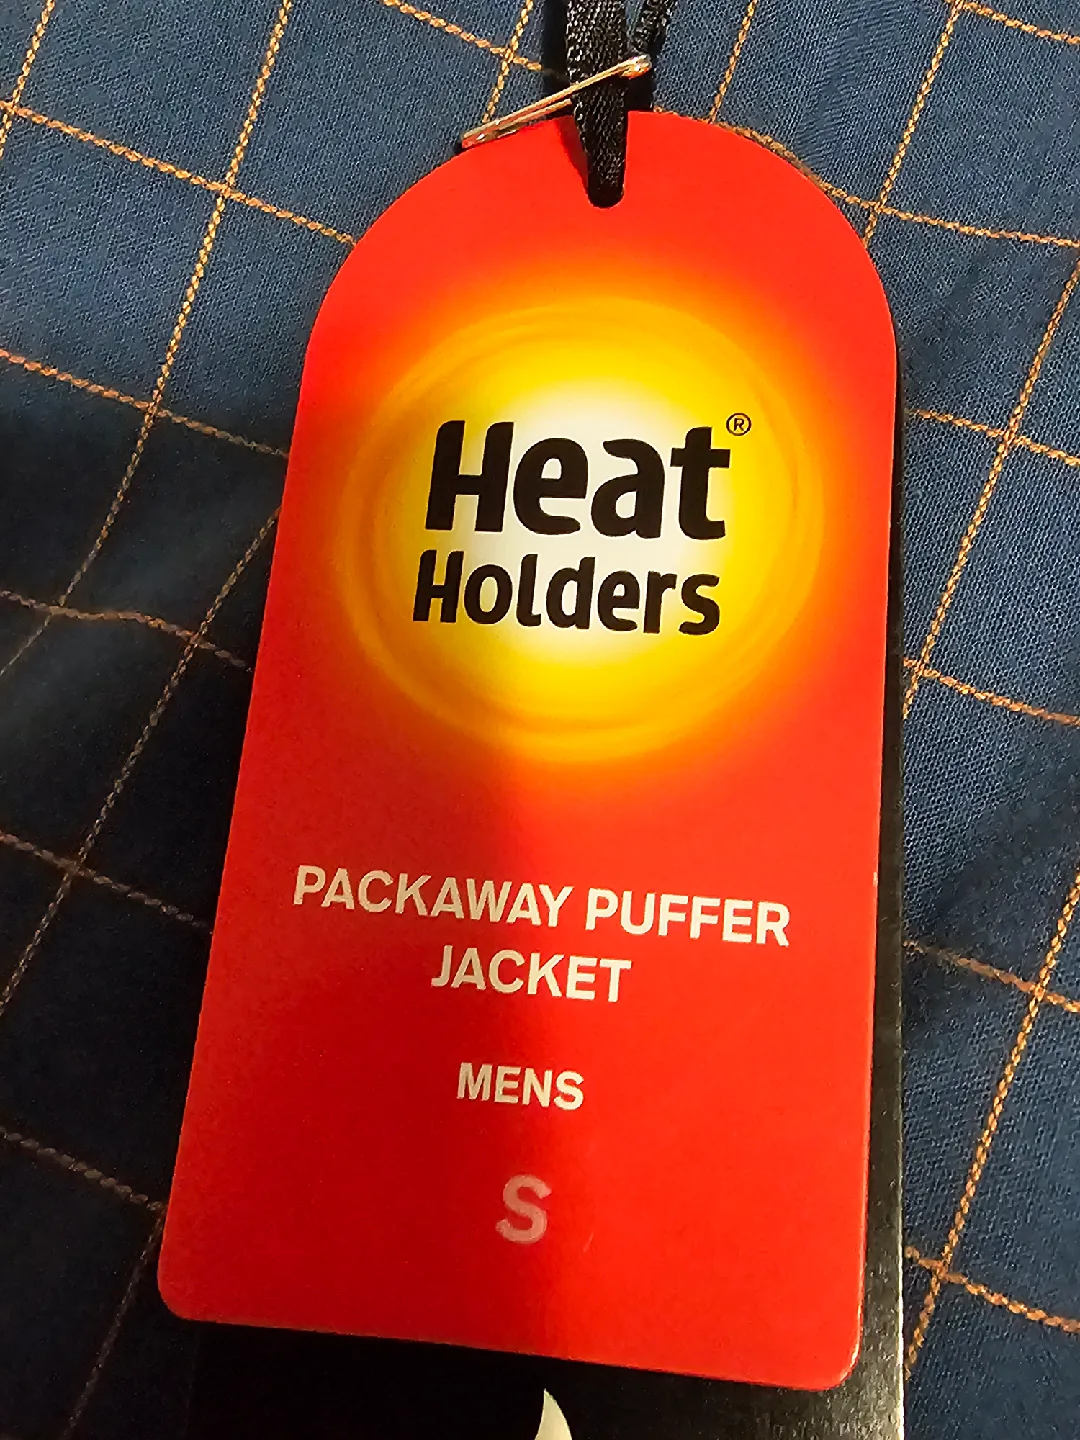 Heat®
Holders
PACKAWAY PUFFER
JACKET
MENS
S